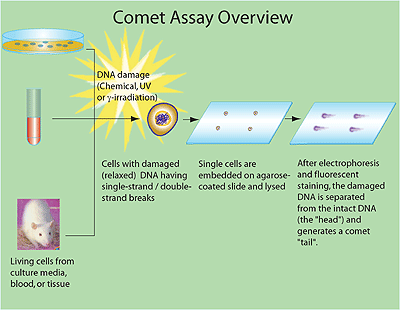 Comet Assay Overview
DNA damage
(Chemical, UV
or γ-irradiation)
Cells with damaged
(relaxed) DNA having
single-strand / double-
strand breaks
Single cells are
embedded on agarose-
coated slide and lysed
After electrophoresis
and fluorescent
staining, the damaged
DNA is separated
from the intact DNA
(the "head") and
generates a comet
"tail".
Living cells from
culture media,
blood, or tissue